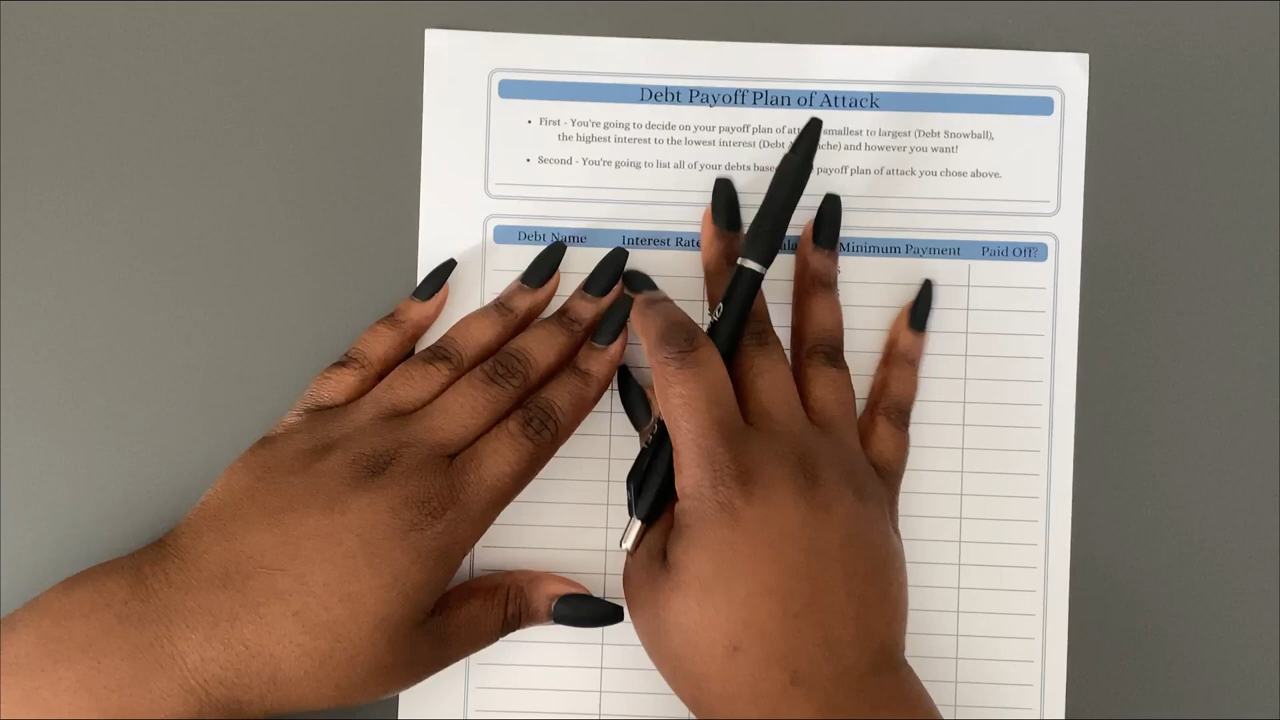 Debt Payoff Plan of Attack
• First - You're going to decide on your payoff plan of smallest to largest (Debt Snowball),
the highest interest to the lowest interest (Debt and however you want!
• Second - You're going to list all of your debts payoff plan of attack you chose above.
Debt Name Interest Rate Minimum Payment Paid Off?